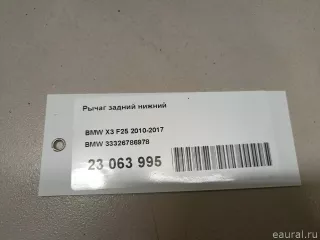 Рычаг задний нижний
BMW X3 F25 2010-2017
BMW 33326786978
23 063 995
eaural.ru